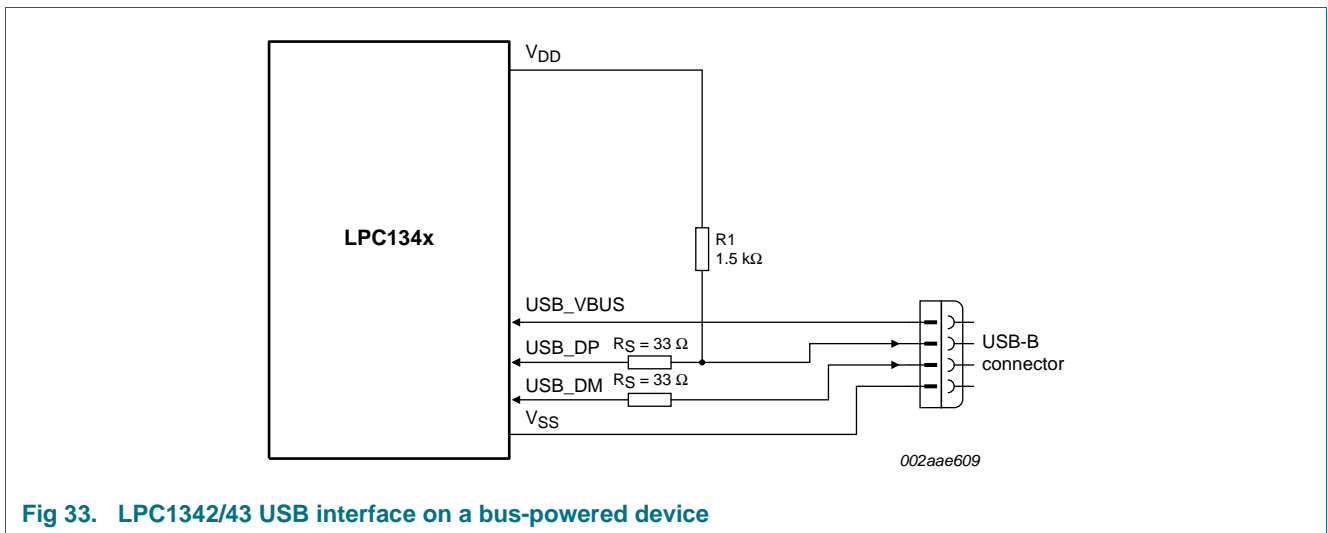 VDD
LPC134x
R1
1.5 kΩ
USB_VBUS
USB_DP RS = 33 Ω
USB-B
connector
USB_DM RS = 33 Ω
VSS
002aae609
Fig 33. LPC1342/43 USB interface on a bus-powered device